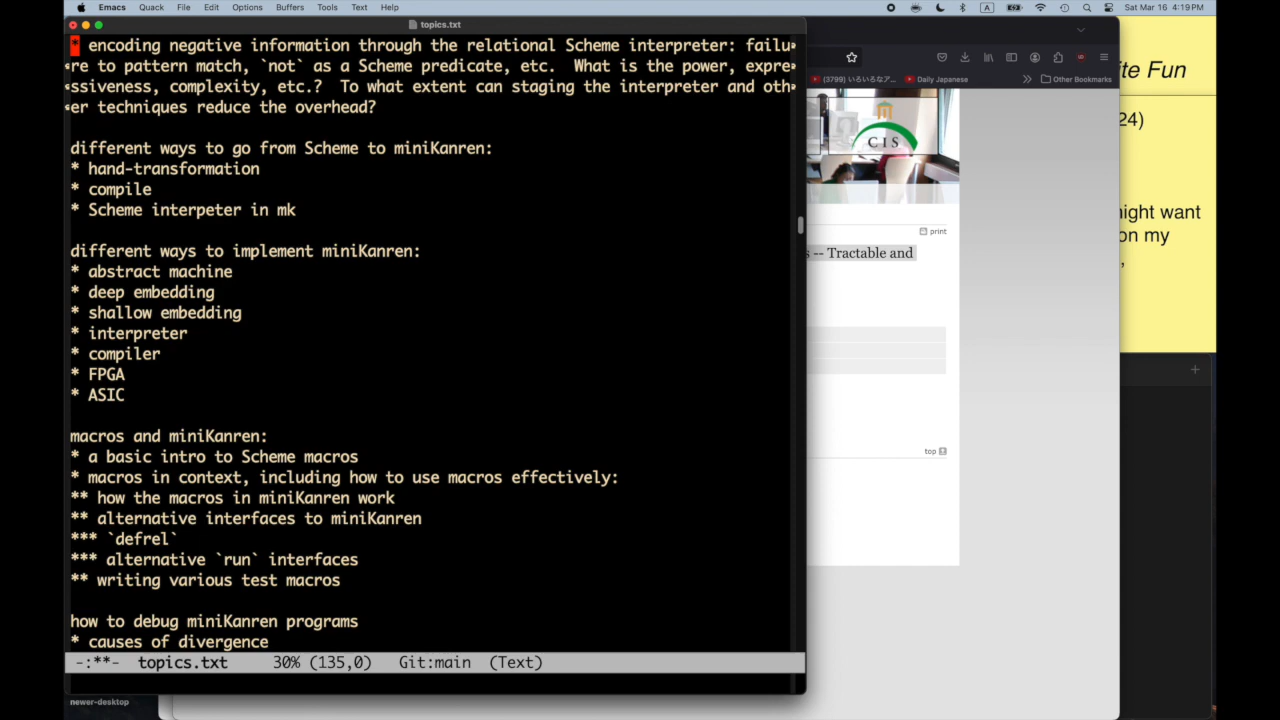 Emacs Quack File Edit Options Buffers Tools Text Help
A
Sat Mar 16 4:19 PM
topics.txt
* encoding negative information through the relational Scheme interpreter: failu
re to pattern match, `not` as a Scheme predicate, etc.  What is the power, expre
ssiveness, complexity, etc.?  To what extent can staging the interpreter and oth
er techniques reduce the overhead?
different ways to go from Scheme to miniKanren:
* hand-transformation
* compile
* Scheme interpeter in mk
different ways to implement miniKanren:
* abstract machine
* deep embedding
* shallow embedding
* interpreter
* compiler
* FPGA
* ASIC
macros and miniKanren:
* a basic intro to Scheme macros
* macros in context, including how to use macros effectively:
** how the macros in miniKanren work
** alternative interfaces to miniKanren
*** `defrel`
*** alternative `run` interfaces
** writing various test macros
how to debug miniKanren programs
* causes of divergence
-:**-  topics.txt     30% (135,0)   Git:main  (Text)
(3799) いろいろなア... Daily Japanese
Other Bookmarks
CIS
print
s -- Tractable and
top
ite Fun
24)
night want
on my
,
newer-desktop